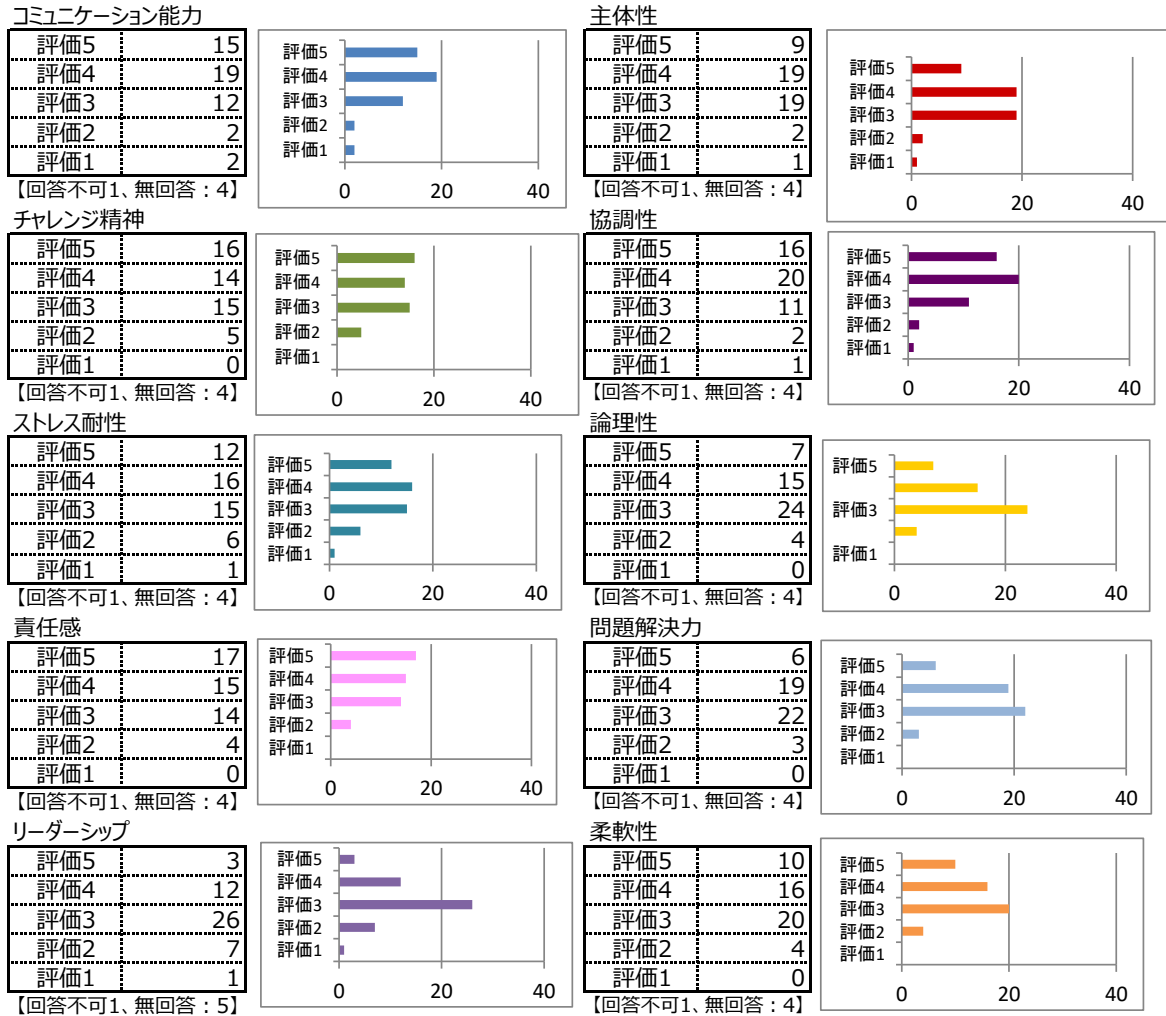 コミュニケーション能力
評価5 15
評価4 19
評価3 12
評価2 2
評価1 2
【回答不可1、無回答：4】
評価5
評価4
評価3
評価2
評価1
0 20 40
主体性
評価5 9
評価4 19
評価3 19
評価2 2
評価1 1
【回答不可1、無回答：4】
評価5
評価4
評価3
評価2
評価1
0 20 40
チャレンジ精神
評価5 16
評価4 14
評価3 15
評価2 5
評価1 0
【回答不可1、無回答：4】
評価5
評価4
評価3
評価2
評価1
0 20 40
協調性
評価5 16
評価4 20
評価3 11
評価2 2
評価1 1
【回答不可1、無回答：4】
評価5
評価4
評価3
評価2
評価1
0 20 40
ストレス耐性
評価5 12
評価4 16
評価3 15
評価2 6
評価1 1
【回答不可1、無回答：4】
評価5
評価4
評価3
評価2
評価1
0 20 40
論理性
評価5 7
評価4 15
評価3 24
評価2 4
評価1 0
【回答不可1、無回答：4】
評価5
評価3
評価1
0 20 40
責任感
評価5 17
評価4 15
評価3 14
評価2 4
評価1 0
【回答不可1、無回答：4】
評価5
評価4
評価3
評価2
評価1
0 20 40
問題解決力
評価5 6
評価4 19
評価3 22
評価2 3
評価1 0
【回答不可1、無回答：4】
評価5
評価4
評価3
評価2
評価1
0 20 40
リーダーシップ
評価5 3
評価4 12
評価3 26
評価2 7
評価1 1
【回答不可1、無回答：5】
評価5
評価4
評価3
評価2
評価1
0 20 40
柔軟性
評価5 10
評価4 16
評価3 20
評価2 4
評価1 0
【回答不可1、無回答：4】
評価5
評価4
評価3
評価2
評価1
0 20 40